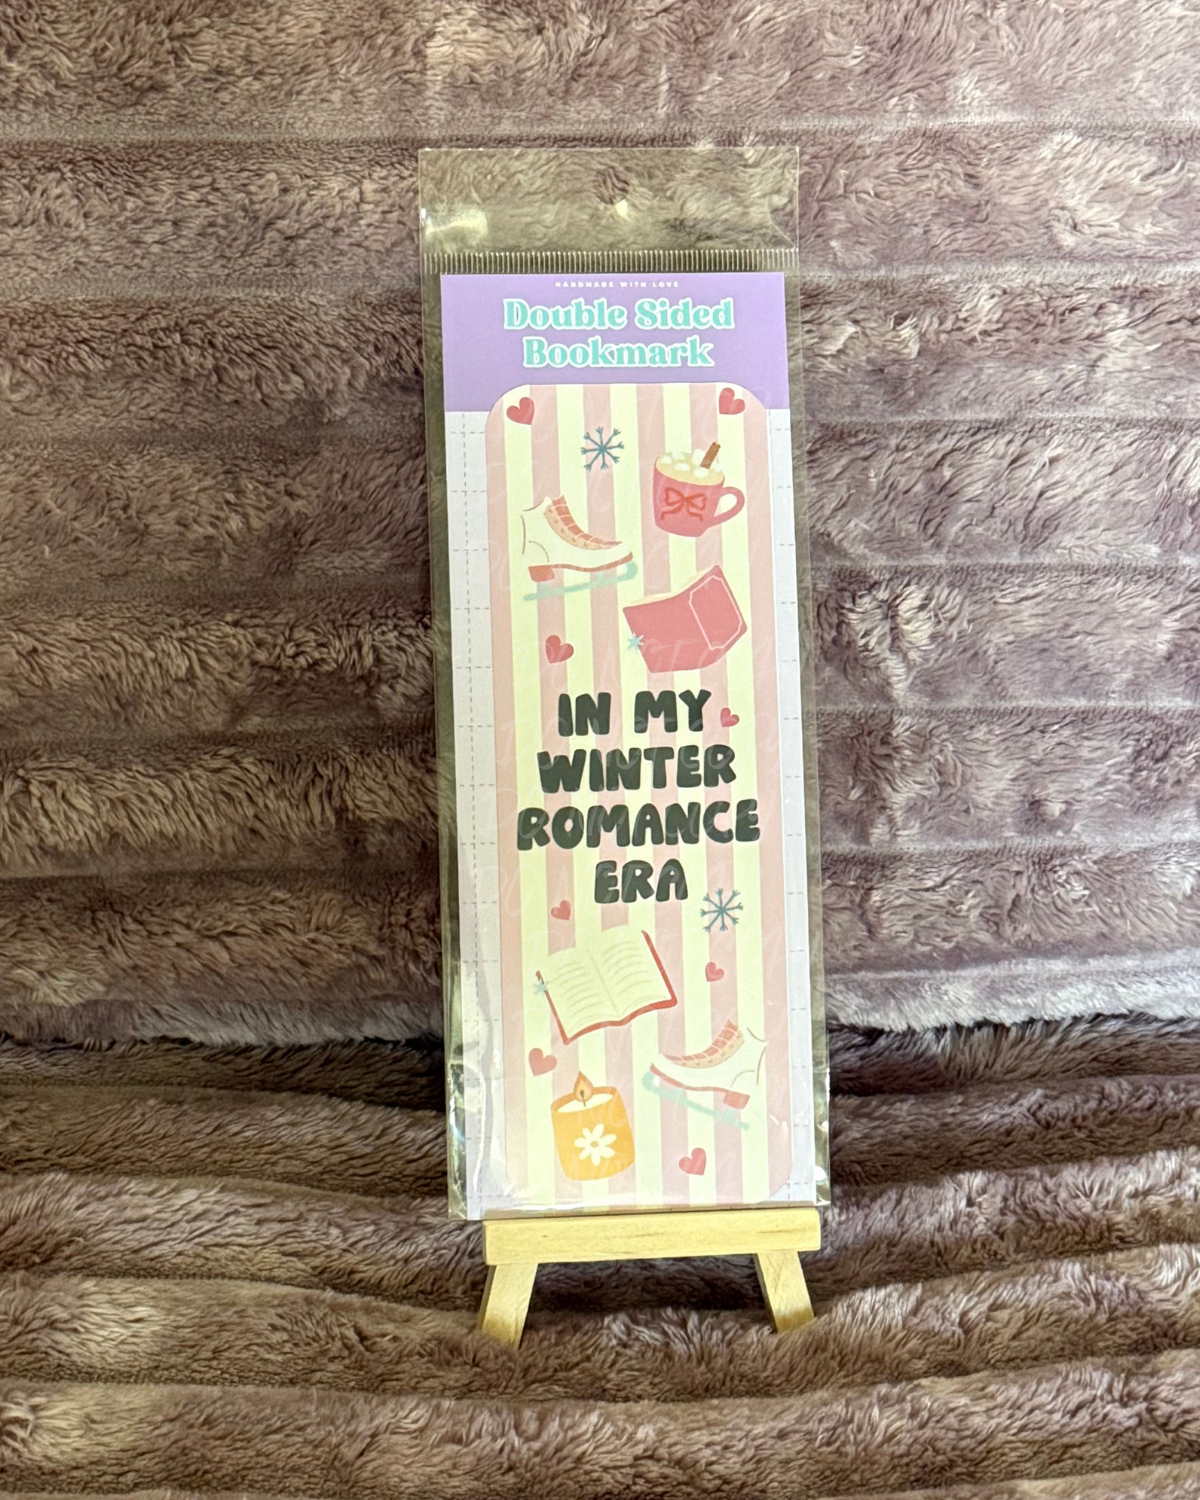 HANDMADE WITH LOVE
Double Sided
Bookmark
IN MY
WINTER
ROMANCE
ERA